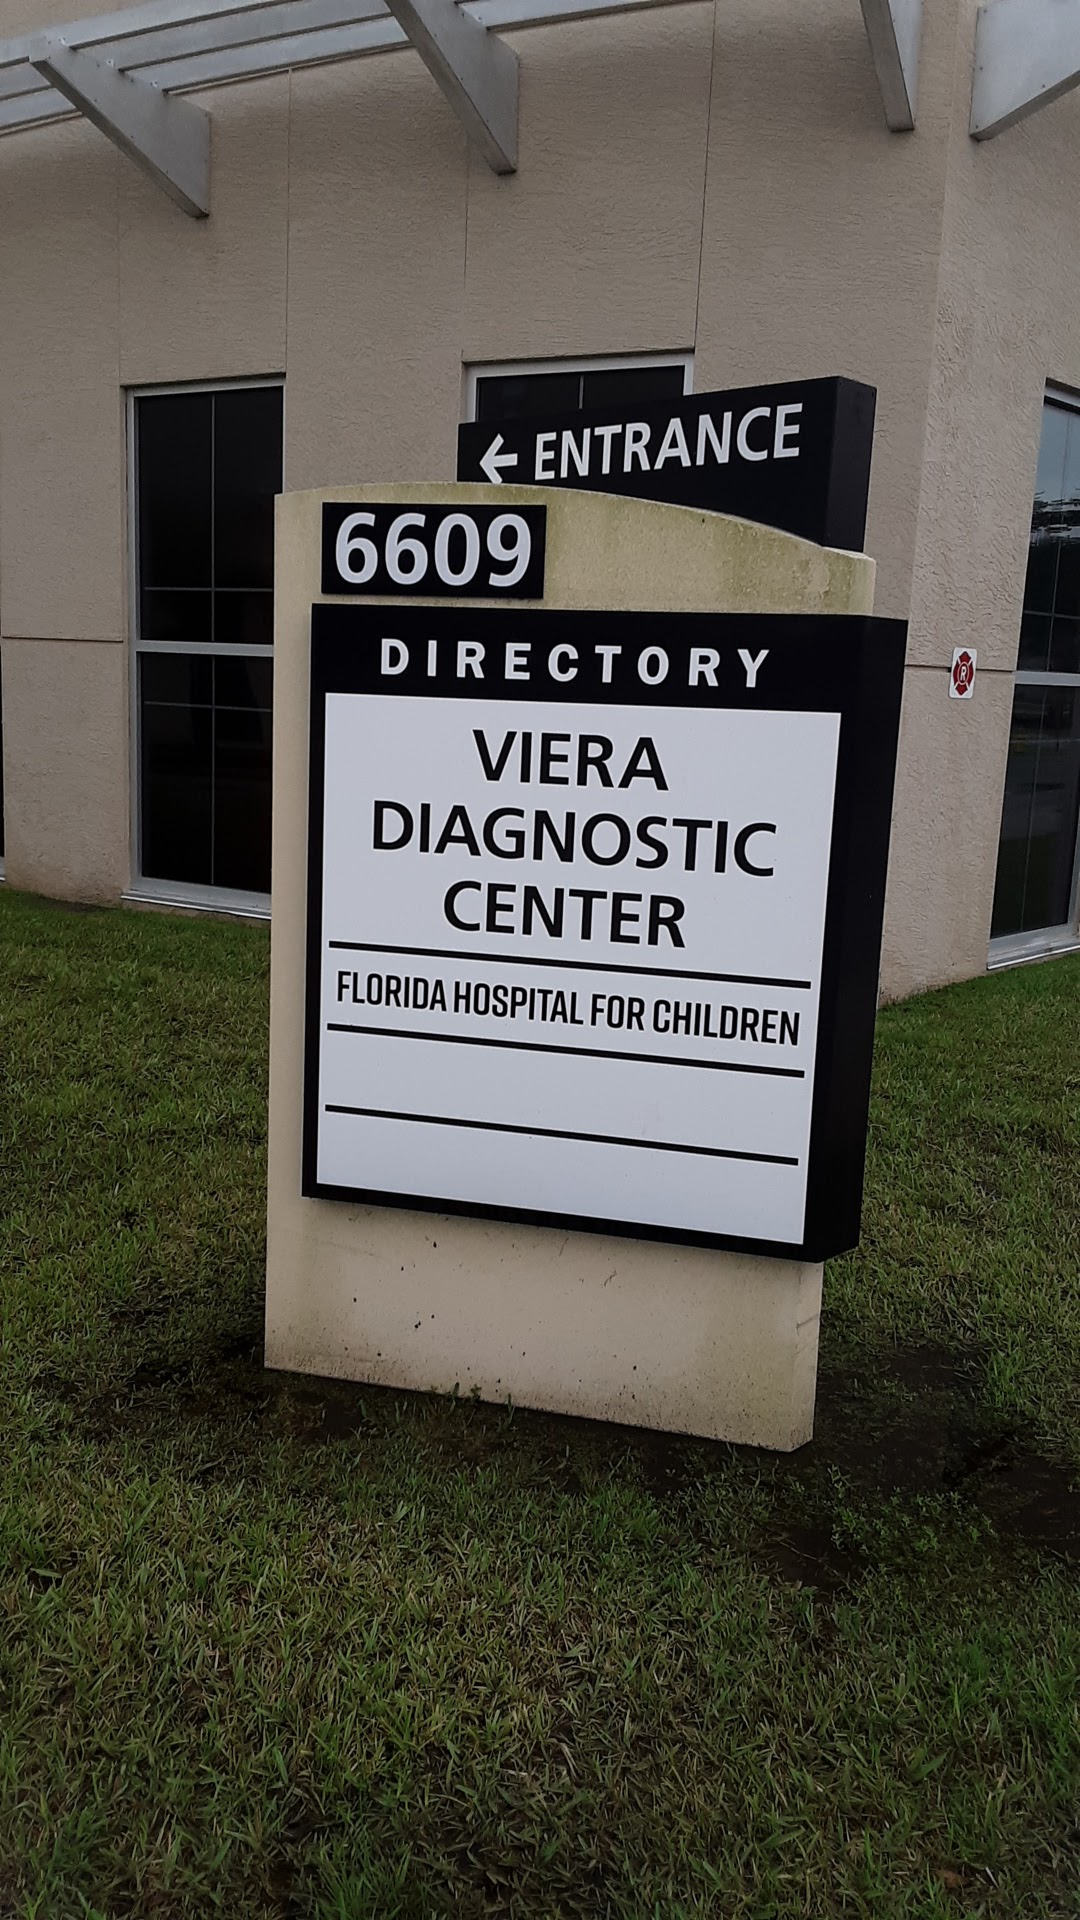 ← ENTRANCE
6609
DIRECTORY
VIERA
DIAGNOSTIC
CENTER
FLORIDA HOSPITAL FOR CHILDREN
R